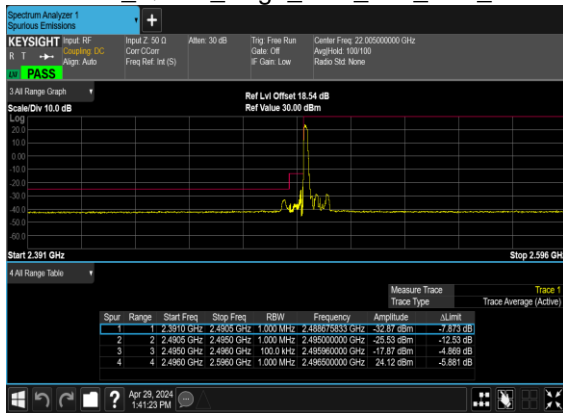 Spectrum Analyzer 1
Spurious Emissions
KEYSIGHT Input: RF Input Z: 50 Ω Atten: 30 dB Trig: Free Run Center Freq: 22.005000000 GHz
R T Coupling: DC Corr CCorr Gate: Off Avg|Hold: 100/100
Align: Auto Freq Ref: Int (S) IF Gain: Low Radio Std: None
PASS
3 All Range Graph
Ref Lvl Offset 18.54 dB
Scale/Div 10.0 dB Ref Value 30.00 dBm
Log
20.0
10.0
0.00
-10.0
-20.0
-30.0
-40.0
-50.0
-60.0
Start 2.391 GHz Stop 2.596 GHz
4 All Range Table
Measure Trace Trace 1
Trace Type Trace Average (Active)
Spur Range Start Freq Stop Freq RBW Frequency Amplitude ΔLimit
1 1 2.3910 GHz 2.4905 GHz 1.000 MHz 2.488675833 GHz -32.87 dBm -7.873 dB
2 2 2.4905 GHz 2.4950 GHz 1.000 MHz 2.495000000 GHz -25.53 dBm -12.53 dB
3 3 2.4950 GHz 2.4960 GHz 100.0 kHz 2.495960000 GHz -17.87 dBm -4.869 dB
4 4 2.4960 GHz 2.5960 GHz 1.000 MHz 2.496500000 GHz 24.12 dBm -5.881 dB
? Apr 29, 2024
1:41:23 PM